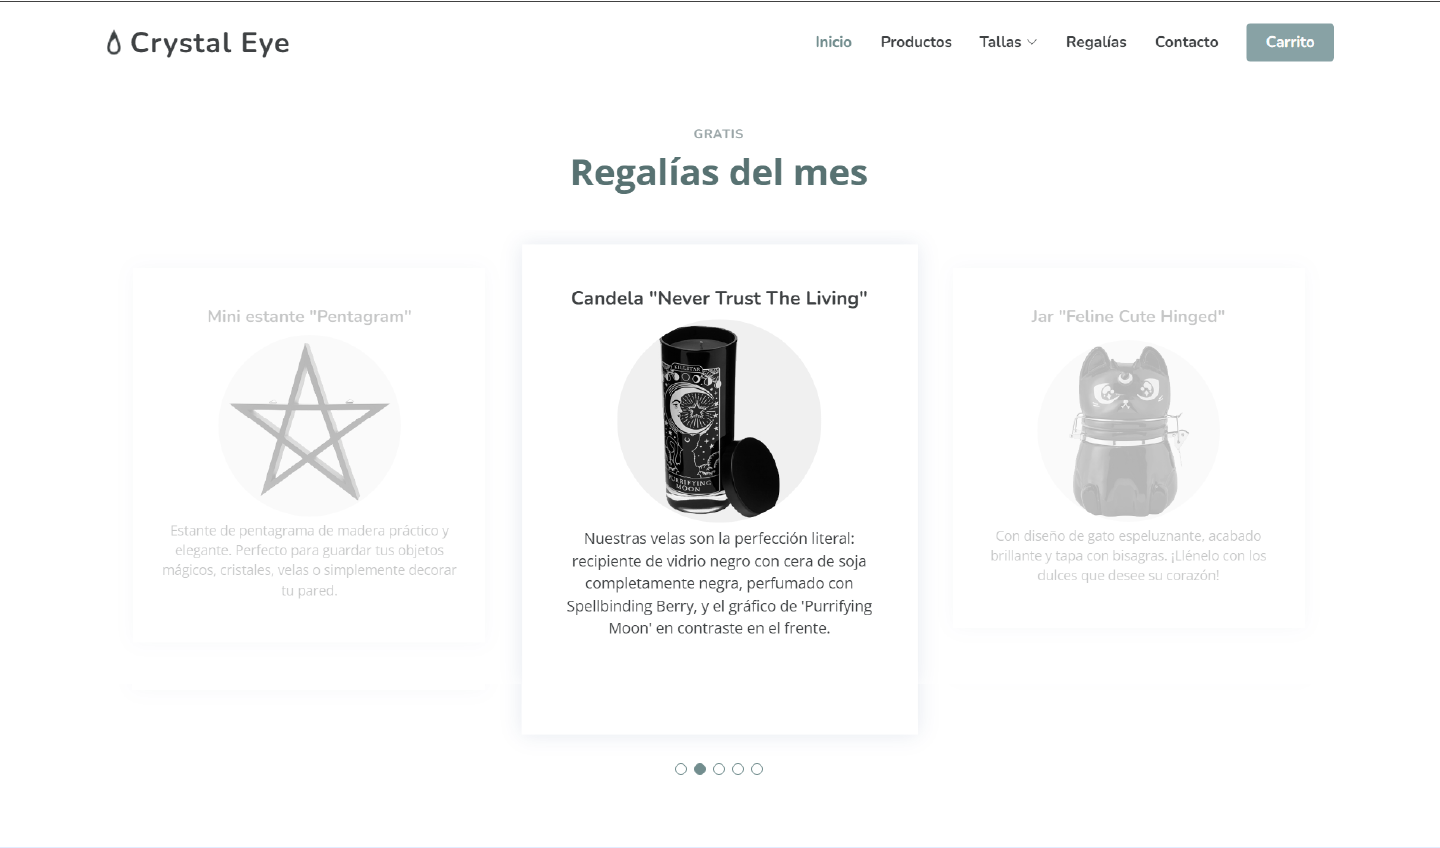 Crystal Eye
Inicio Productos Tallas Regalías Contacto Carrito
GRATIS
Regalías del mes
Mini estante "Pentagram"
Estante de pentagrama de madera práctico y
elegante. Perfecto para guardar tus objetos
mágicos, cristales, velas o simplemente decorar
tu pared.
Candela "Never Trust The Living"
KILLSTAR
PURRIFYING
MOON
Nuestras velas son la perfección literal:
recipiente de vidrio negro con cera de soja
completamente negra, perfumado con
Spellbinding Berry, y el gráfico de 'Purrifying
Moon' en contraste en el frente.
Jar "Feline Cute Hinged"
Con diseño de gato espeluznante, acabado
brillante y tapa con bisagras. ¡Llénelo con los
dulces que desee su corazón!